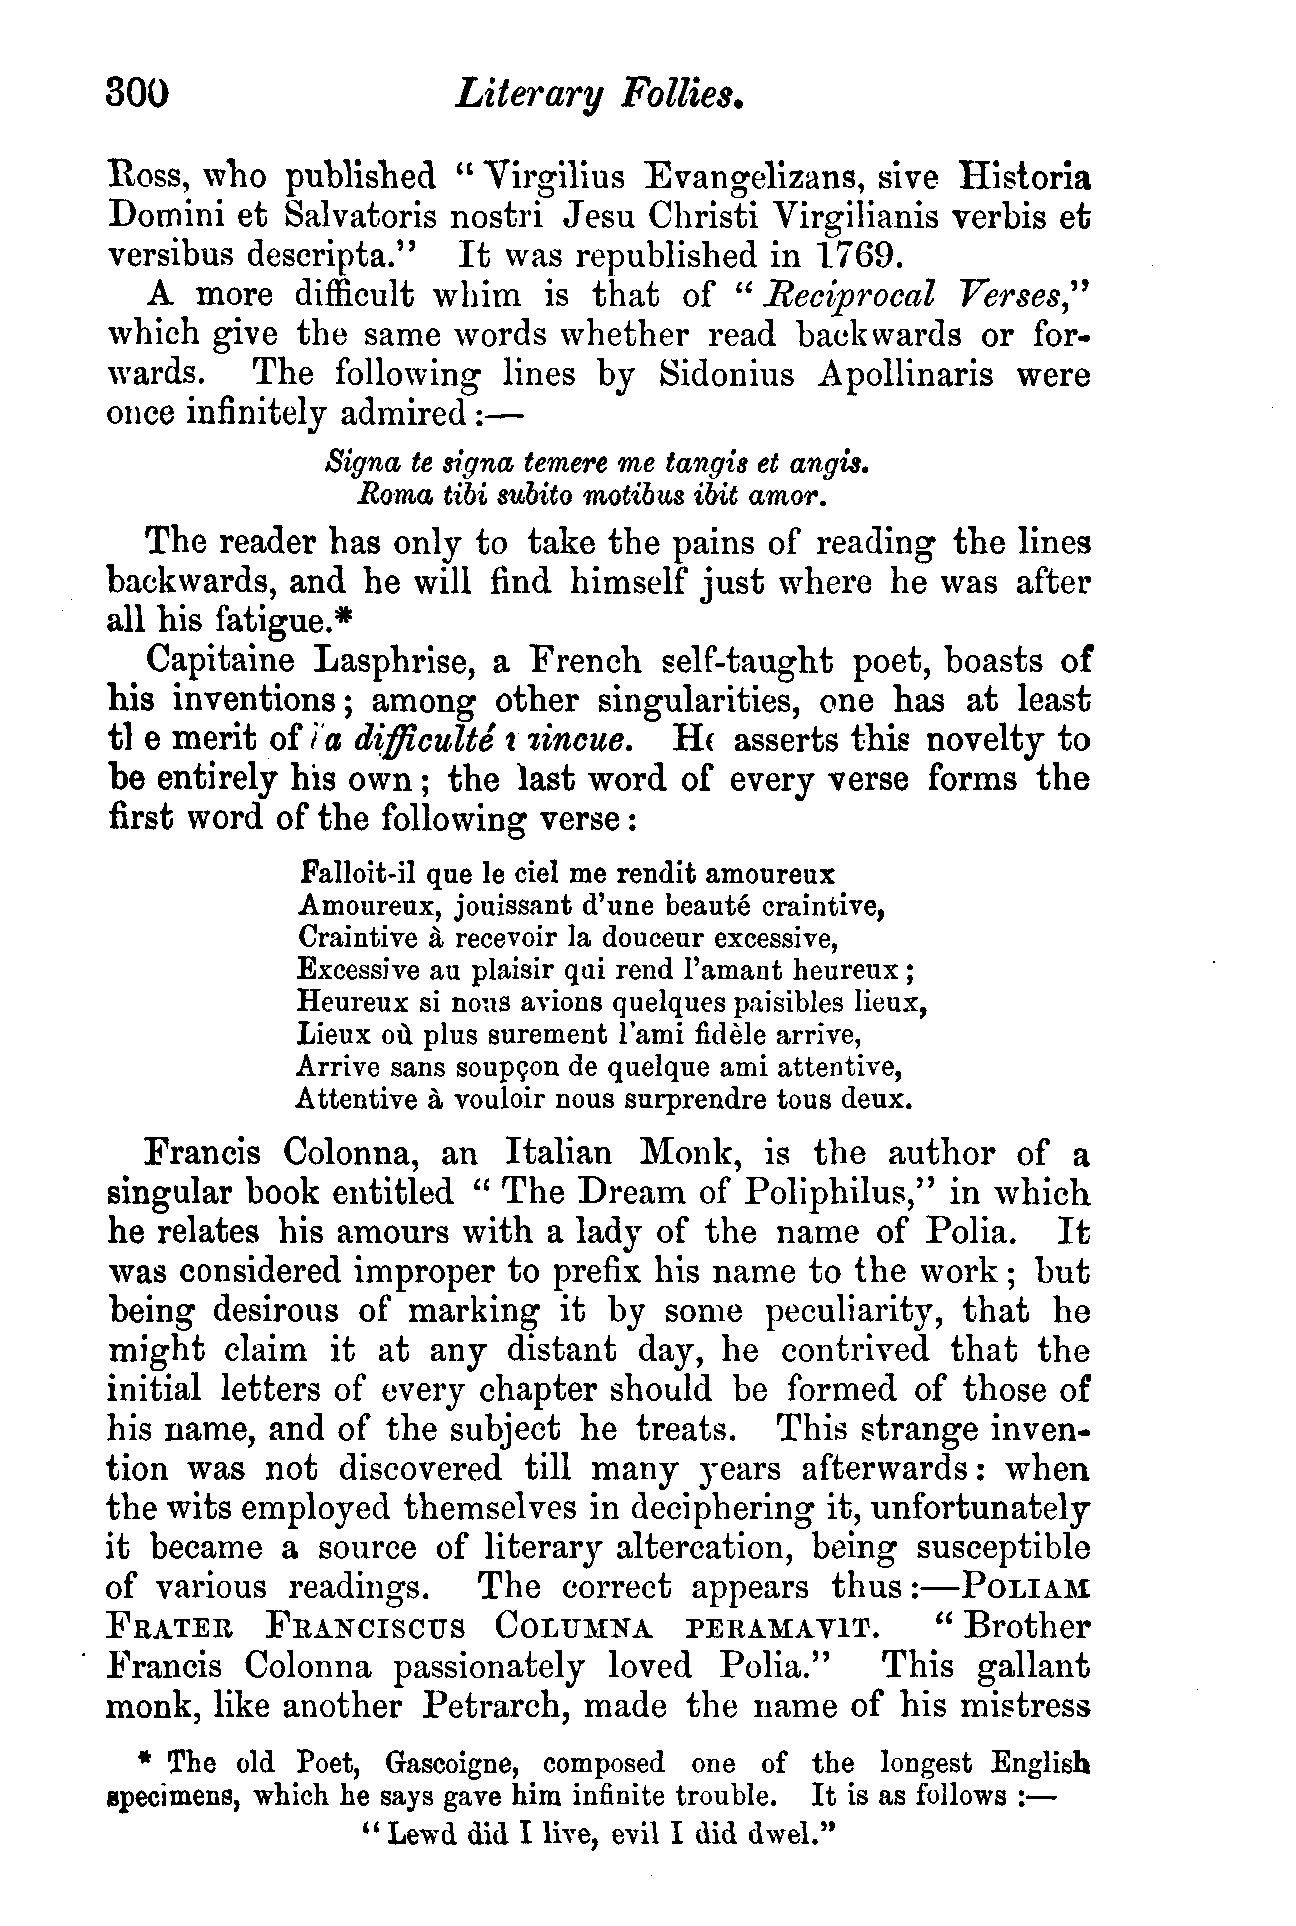 300 Literary Follies.
Ross, who published “ Virgilius Evangelizans, sive Historia
Domini et Salvatoris nostri Jesu Christi Virgilianis verbis et
versibus descripta.” It was republished in 1769.
A more difficult whim is that of “ Reciprocal Verses,”
which give the same words whether read backwards or for-
wards. The following lines by Sidonius Apollinaris were
once infinitely admired :—
Signa te signa temere me tangis et angis.
Roma tibi subito motibus ibit amor.
The reader has only to take the pains of reading the lines
backwards, and he will find himself just where he was after
all his fatigue.*
Capitaine Lasphrise, a French self-taught poet, boasts of
his inventions ; among other singularities, one has at least
the merit of la difficulté vincue. He asserts this novelty to
be entirely his own ; the last word of every verse forms the
first word of the following verse :
Falloit-il que le ciel me rendit amoureux
Amoureux, jouissant d’une beauté craintive,
Craintive à recevoir la douceur excessive,
Excessive au plaisir qui rend l’amant heureux ;
Heureux si nous avions quelques paisibles lieux,
Lieux où plus surement l’ami fidèle arrive,
Arrive sans soupçon de quelque ami attentive,
Attentive à vouloir nous surprendre tous deux.
Francis Colonna, an Italian Monk, is the author of a
singular book entitled “ The Dream of Poliphilus,” in which
he relates his amours with a lady of the name of Polia. It
was considered improper to prefix his name to the work ; but
being desirous of marking it by some peculiarity, that he
might claim it at any distant day, he contrived that the
initial letters of every chapter should be formed of those of
his name, and of the subject he treats. This strange inven-
tion was not discovered till many years afterwards : when
the wits employed themselves in deciphering it, unfortunately
it became a source of literary altercation, being susceptible
of various readings. The correct appears thus :—POLIAM
FRATER FRANCISCUS COLUMNA PERAMAVIT. “ Brother
Francis Colonna passionately loved Polia.” This gallant
monk, like another Petrarch, made the name of his mistress
* The old Poet, Gascoigne, composed one of the longest English
specimens, which he says gave him infinite trouble. It is as follows :—
“ Lewd did I live, evil I did dwel.”